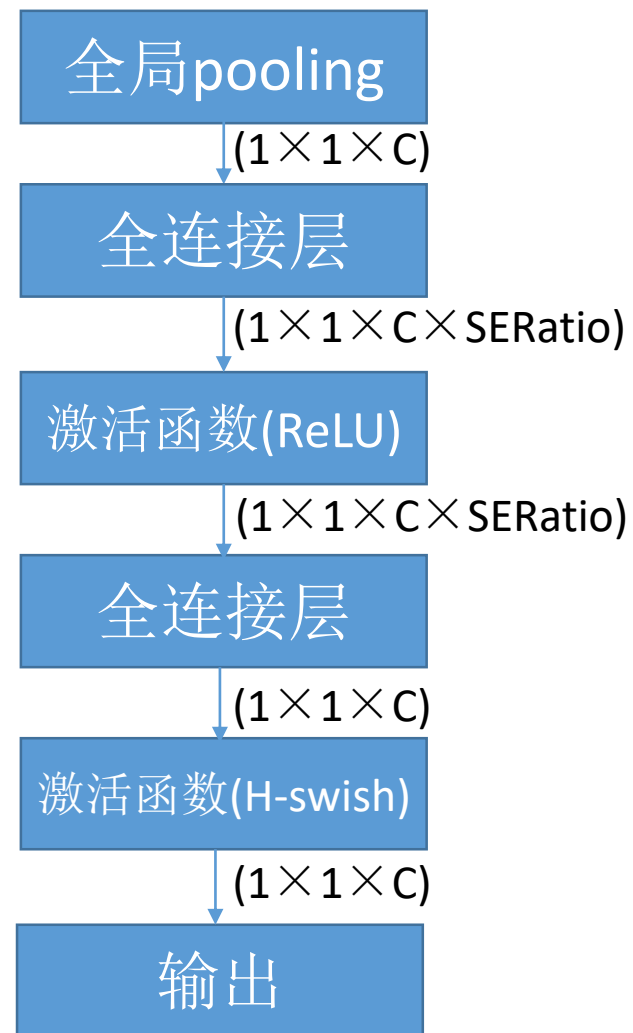 全局pooling
(1×1×C)
全连接层
(1×1×C×SERatio)
激活函数(ReLU)
(1×1×C×SERatio)
全连接层
(1×1×C)
激活函数(H-swish)
(1×1×C)
输出